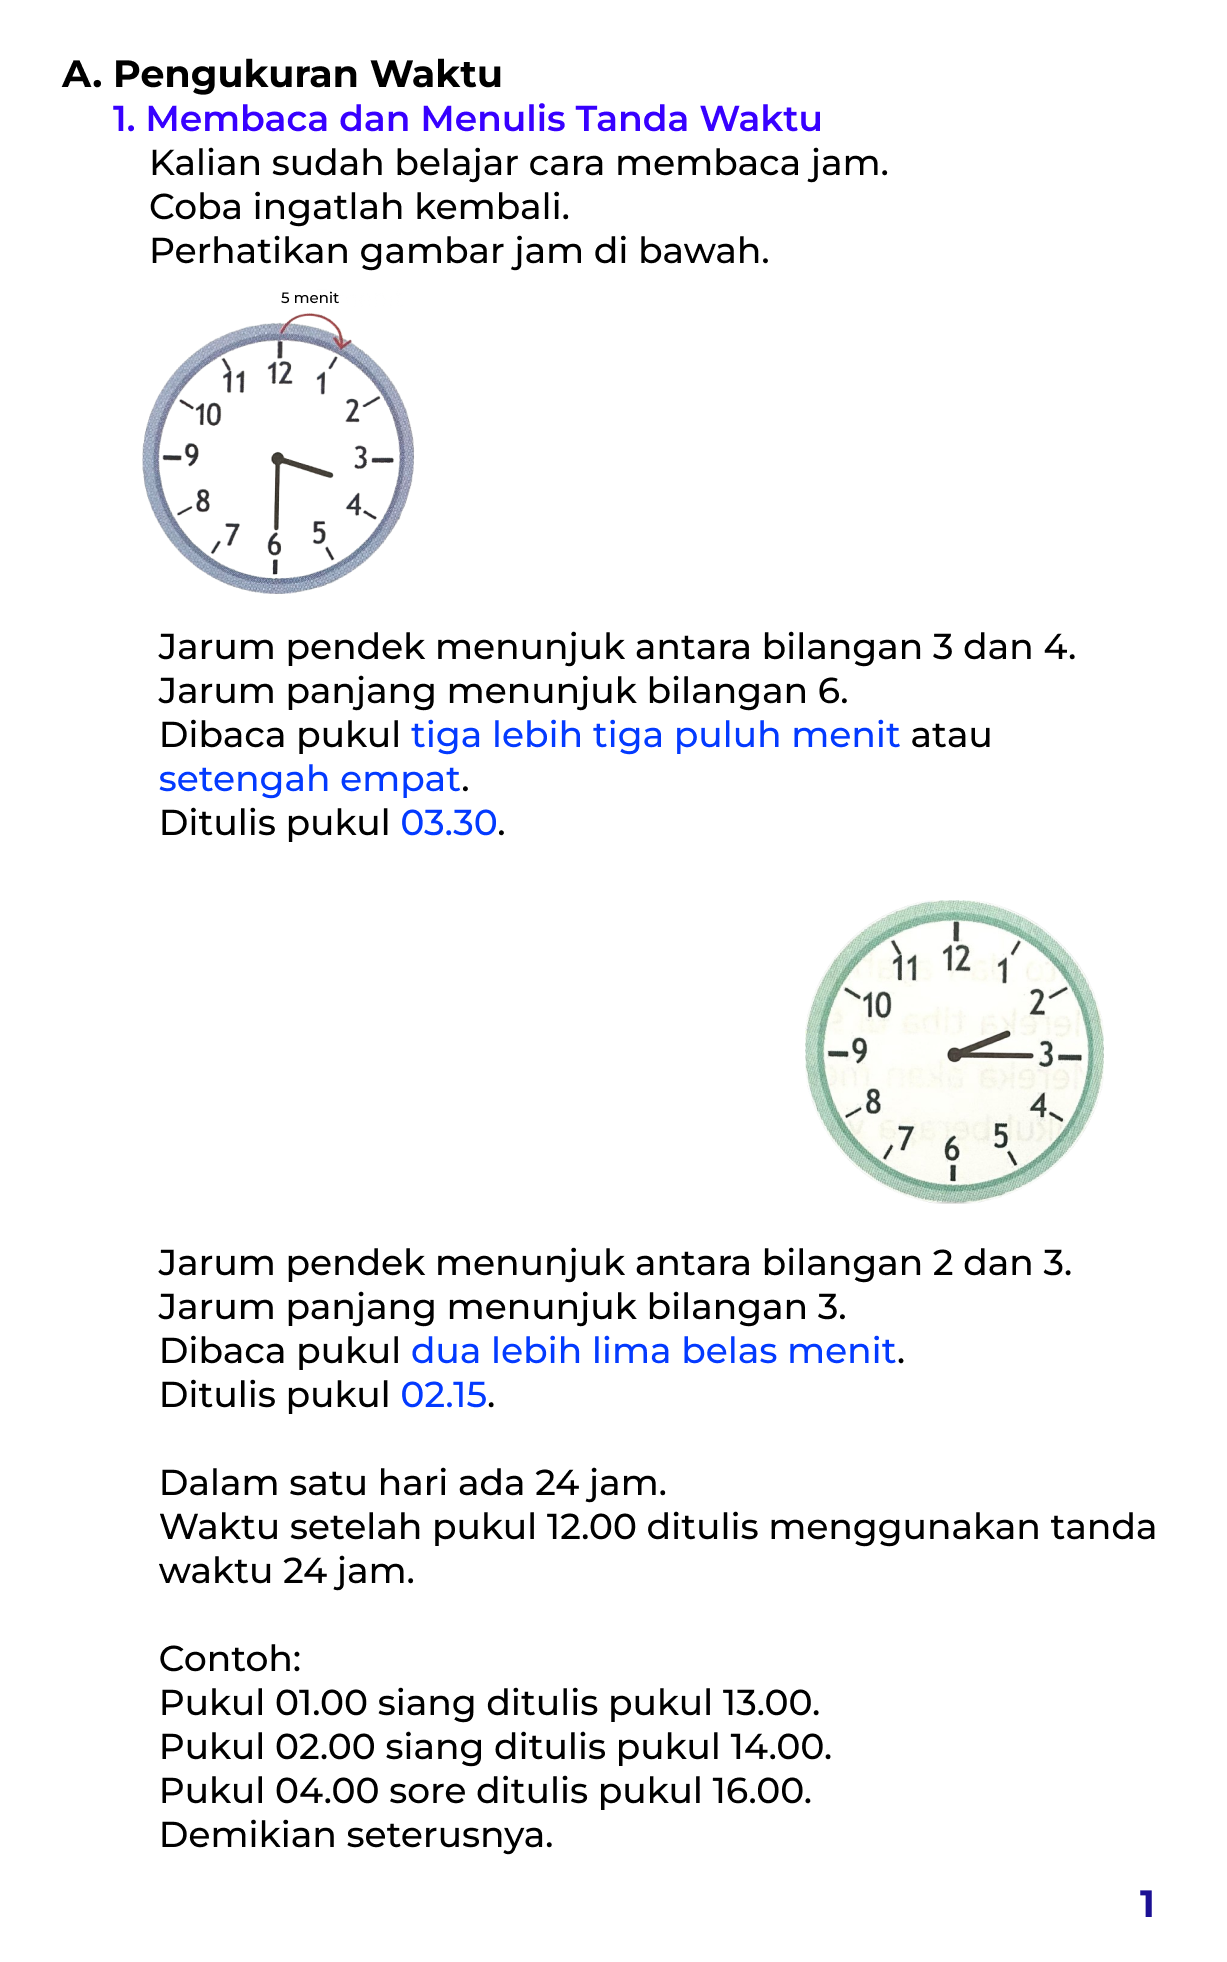 A. Pengukuran Waktu
1. Membaca dan Menulis Tanda Waktu
Kalian sudah belajar cara membaca jam.
Coba ingatlah kembali.
Perhatikan gambar jam di bawah.
5 menit
12
11
1
10
2
9
3
8
4
7
5
6
Jarum pendek menunjuk antara bilangan 3 dan 4.
Jarum panjang menunjuk bilangan 6.
Dibaca pukul tiga lebih tiga puluh menit atau
setengah empat.
Ditulis pukul 03.30.
12
11
1
10
2
9
3
8
4
7
5
6
Jarum pendek menunjuk antara bilangan 2 dan 3.
Jarum panjang menunjuk bilangan 3.
Dibaca pukul dua lebih lima belas menit.
Ditulis pukul 02.15.
Dalam satu hari ada 24 jam.
Waktu setelah pukul 12.00 ditulis menggunakan tanda
waktu 24 jam.
Contoh:
Pukul 01.00 siang ditulis pukul 13.00.
Pukul 02.00 siang ditulis pukul 14.00.
Pukul 04.00 sore ditulis pukul 16.00.
Demikian seterusnya.
1